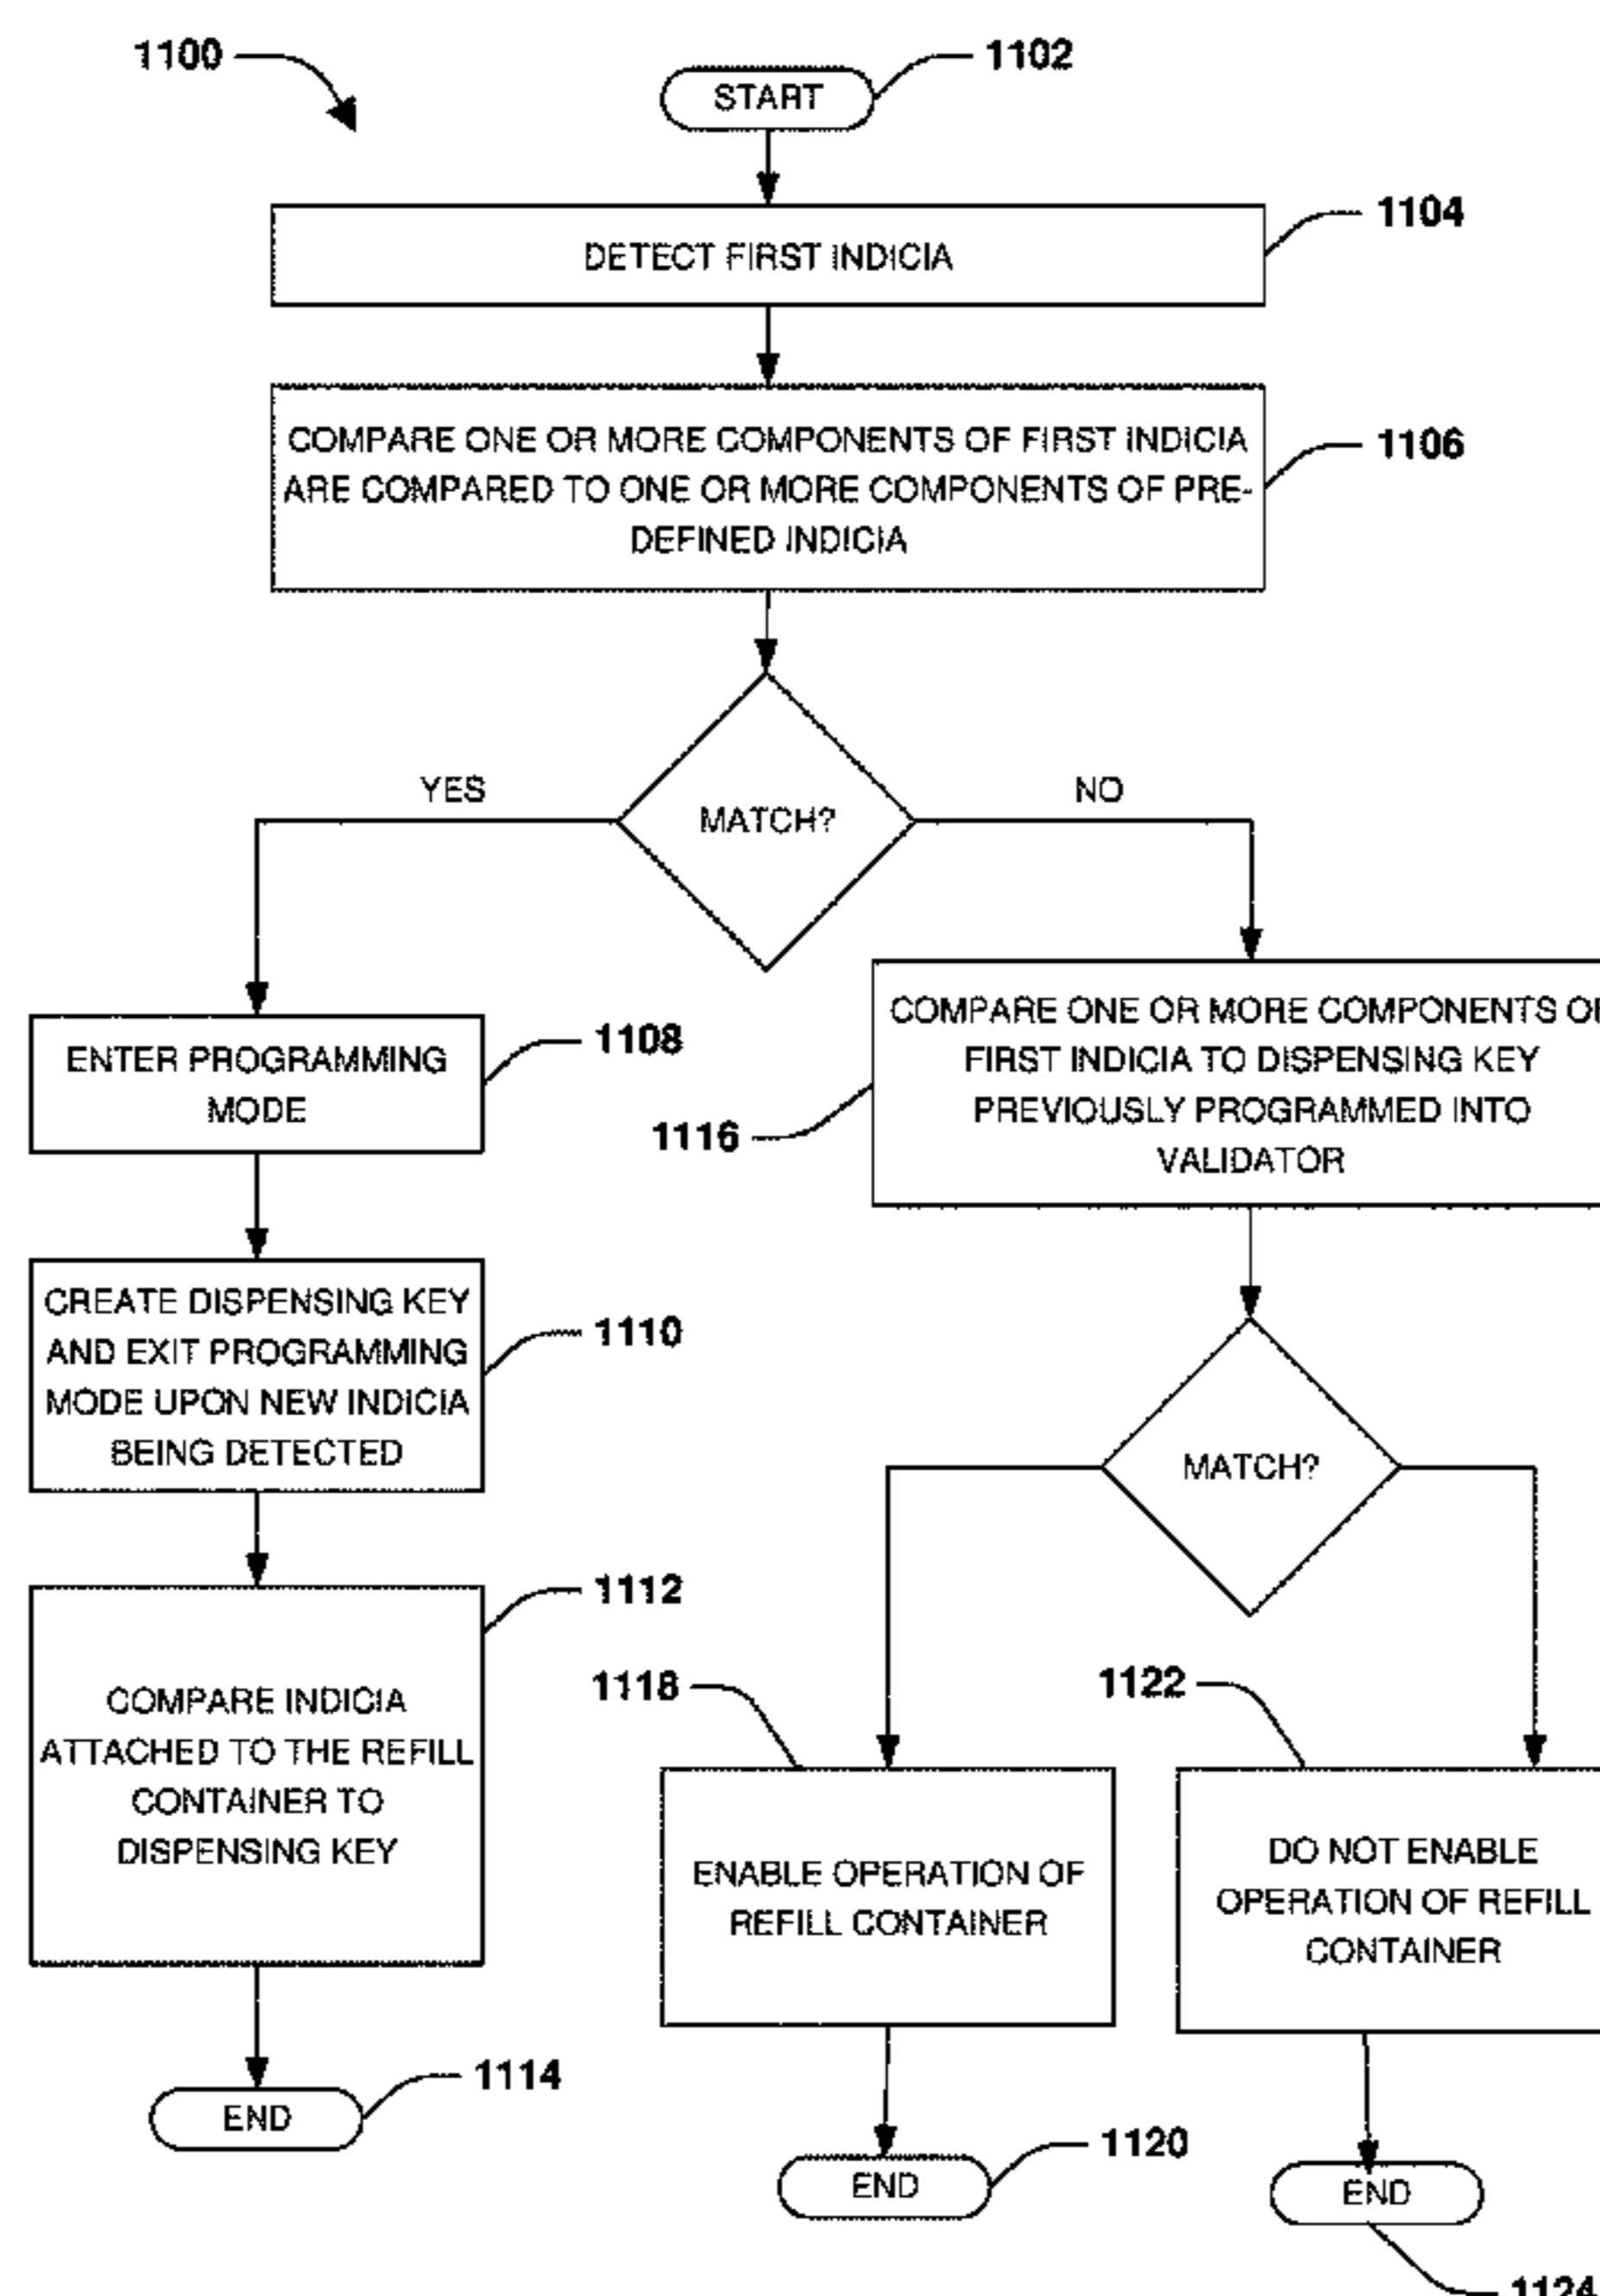 1100
1102
START
1104
DETECT FIRST INDICIA
COMPARE ONE OR MORE COMPONENTS OF FIRST INDICIA
ARE COMPARED TO ONE OR MORE COMPONENTS OF PRE-
DEFINED INDICIA
1106
YES
NO
MATCH?
ENTER PROGRAMMING
MODE
1108
COMPARE ONE OR MORE COMPONENTS OF
FIRST INDICIA TO DISPENSING KEY
PREVIOUSLY PROGRAMMED INTO
VALIDATOR
1116
CREATE DISPENSING KEY
AND EXIT PROGRAMMING
MODE UPON NEW INDICIA
BEING DETECTED
1110
MATCH?
1112
COMPARE INDICIA
ATTACHED TO THE REFILL
CONTAINER TO
DISPENSING KEY
1118
1122
ENABLE OPERATION OF
REFILL CONTAINER
DO NOT ENABLE
OPERATION OF REFILL
CONTAINER
1114
END
1120
END
END
1124